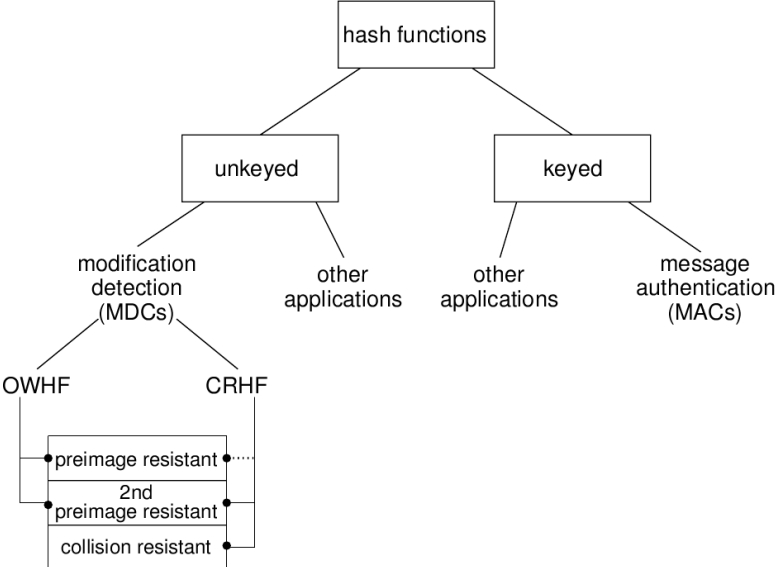 hash functions
unkeyed
keyed
modification
detection
(MDCs)
other
applications
other
applications
message
authentication
(MACs)
OWHF
CRHF
preimage resistant
2nd
preimage resistant
collision resistant